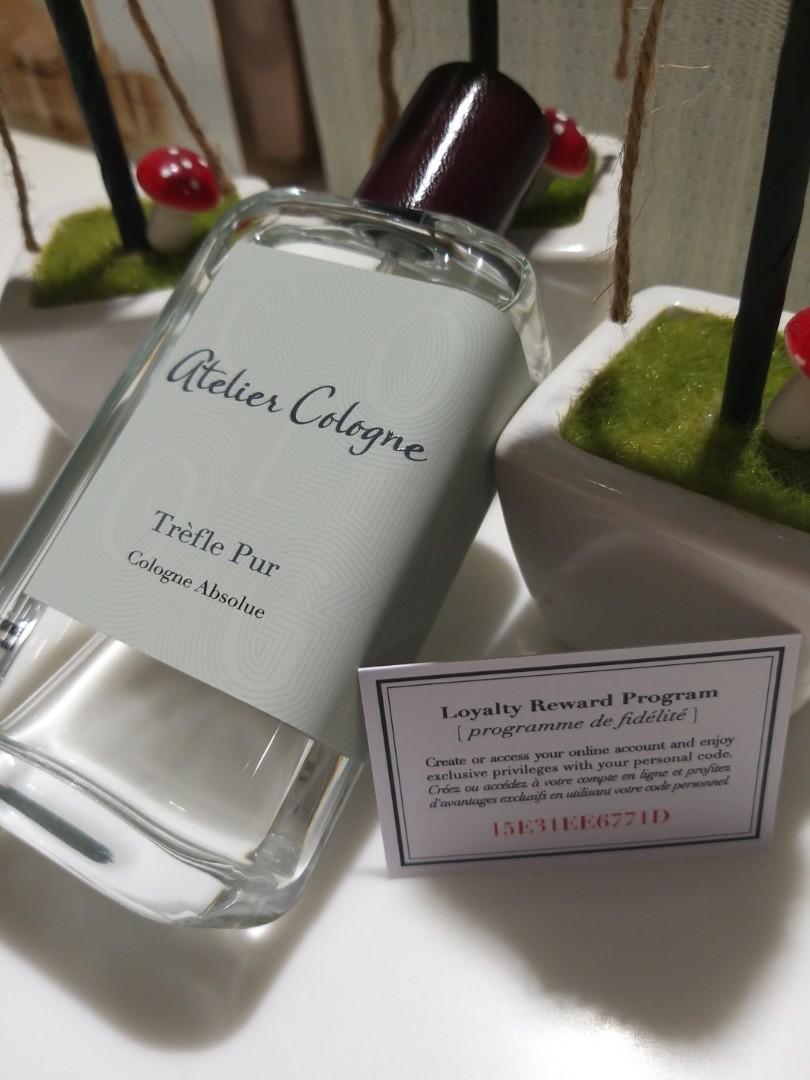 Atelier Cologne
Trèfle Pur
Cologne Absolue
Loyalty Reward Program
[ programme de fidélité ]
Create or access your online account and enjoy
exclusive privileges with your personal code.
Créez ou accédez à votre compte en ligne et profitez
d'avantages exclusifs en utilisant votre code personnel.
15E31EE6771D